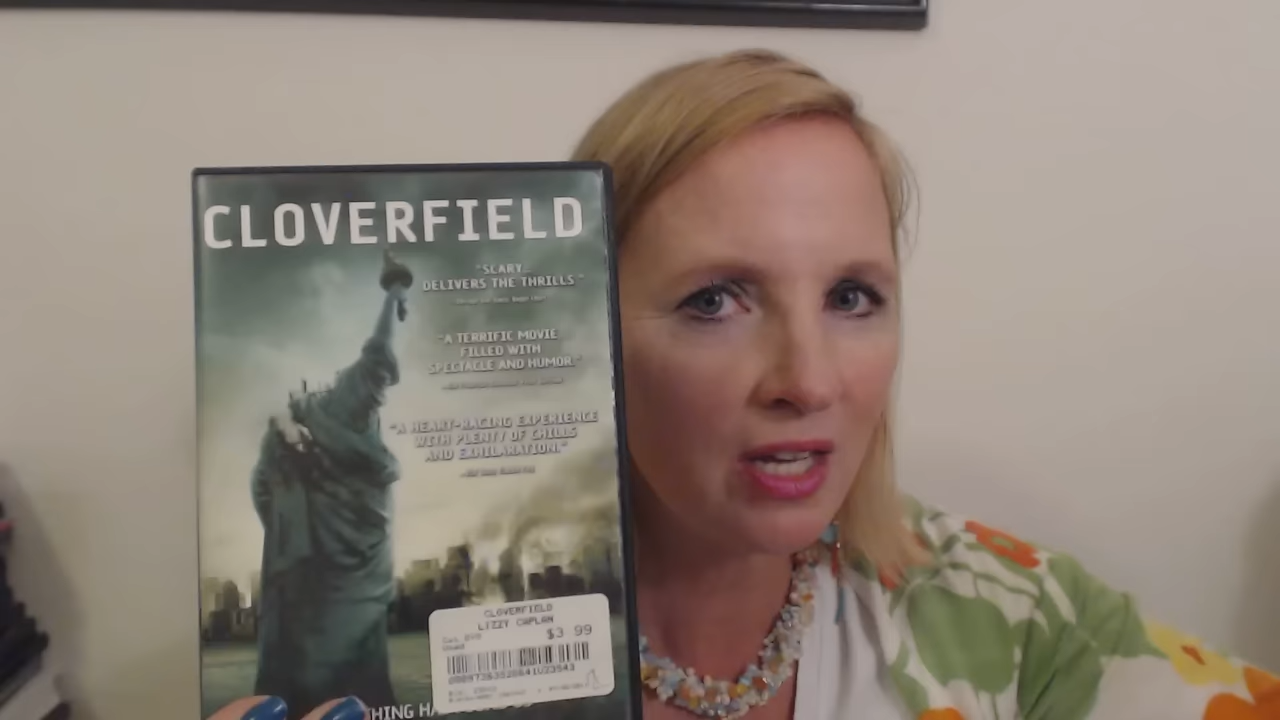 CLOVERFIELD
"SCARY...
DELIVERS THE THRILLS"
"A TERRIFIC MOVIE
FILLED WITH
SPECTACLE AND HUMOR."
"A HEART-RACING EXPERIENCE
WITH PLENTY OF CHILLS
AND EXHILARATION."
CLOVERFIELD
LIZZY CAPLAN
$3.99
Used